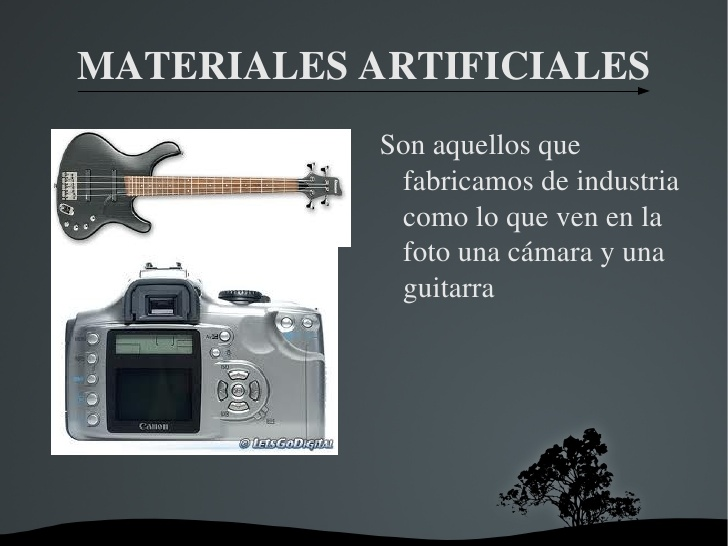 MATERIALES ARTIFICIALES
Son aquellos que
fabricamos de industria
como lo que ven en la
foto una cámara y una
guitarra
Canon
© LetsGoDigital